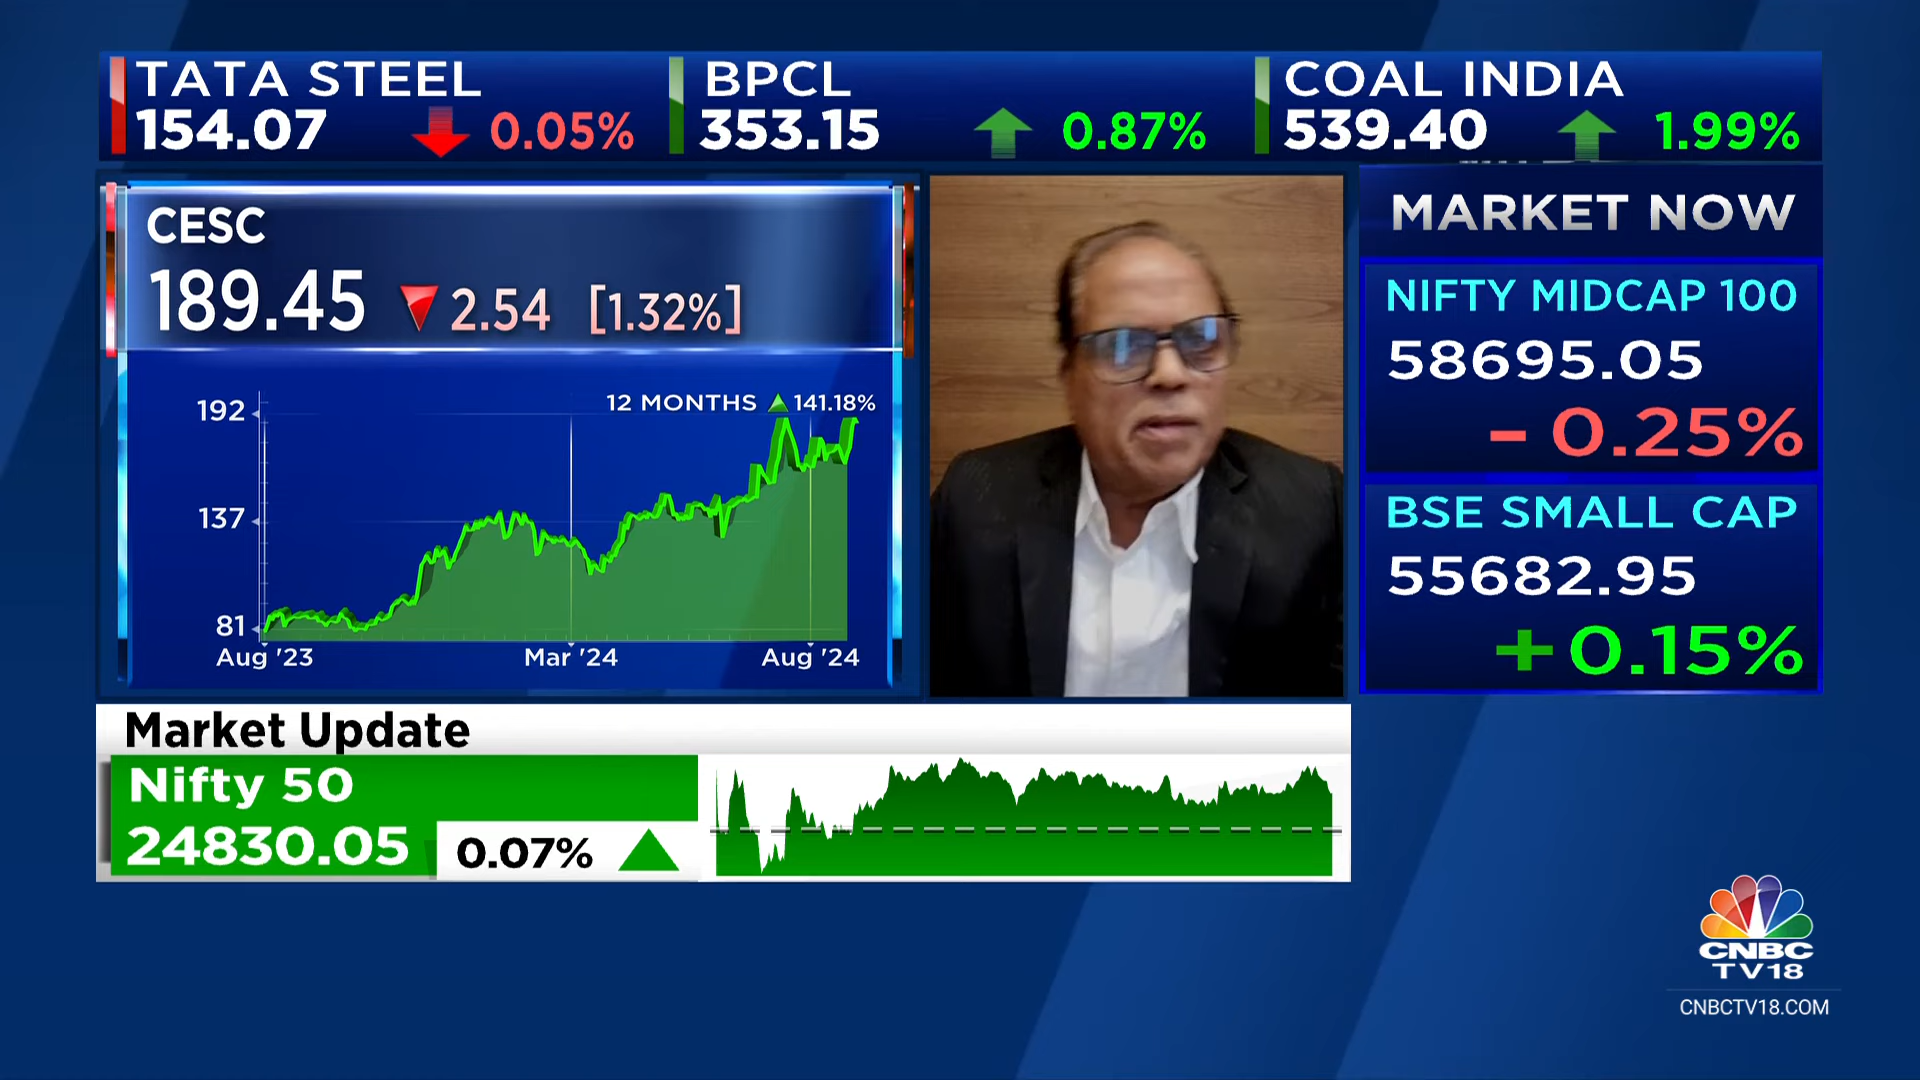 TATA STEEL
154.07 0.05%
BPCL
353.15 0.87%
COAL INDIA
539.40 1.99%
CESC
189.45 2.54 [1.32%]
12 MONTHS 141.18%
192
137
81
Aug '23 Mar '24 Aug '24
MARKET NOW
NIFTY MIDCAP 100
58695.05
- 0.25%
BSE SMALL CAP
55682.95
+ 0.15%
Market Update
Nifty 50
24830.05 0.07%
CNBC
TV18
CNBCTV18.COM